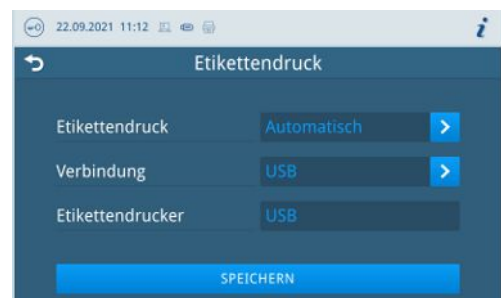 22.09.2021 11:12
i
Etikettendruck
Etikettendruck Automatisch
Verbindung USB
Etikettendrucker USB
SPEICHERN